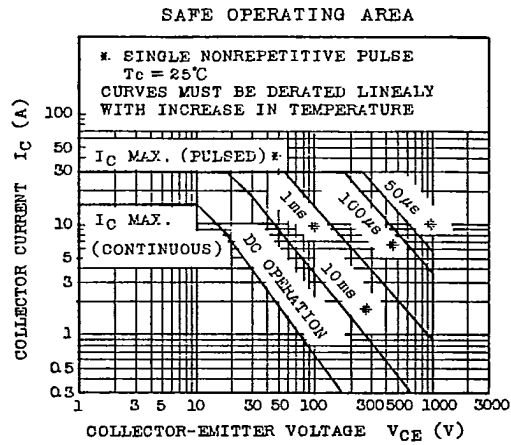 SAFE OPERATING AREA
※ SINGLE NONREPETITIVE PULSE
Tc = 25°C
CURVES MUST BE DERATED LINEALY
WITH INCREASE IN TEMPERATURE
COLLECTOR CURRENT IC (A)
100
50
30
10
5
3
1
0.5
0.3
IC MAX. (PULSED) ※
IC MAX.
(CONTINUOUS)
50μs ※
100μs ※
1ms ※
10ms ※
DC OPERATION
1 3 5 10 30 50 100 300 500 1000 3000
COLLECTOR-EMITTER VOLTAGE VCE (V)